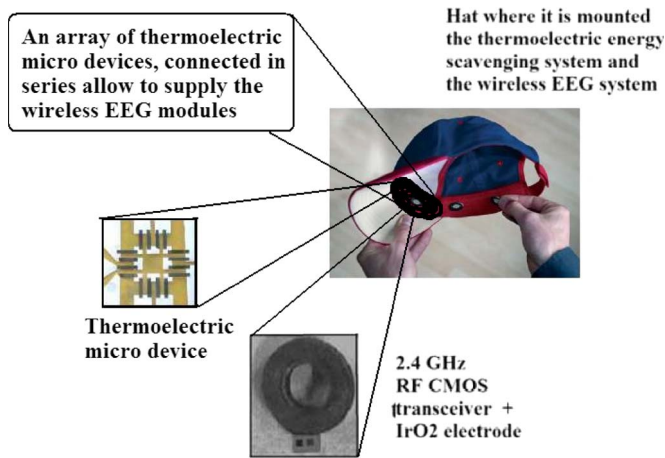 An array of thermoelectric
micro devices, connected in
series allow to supply the
wireless EEG modules
Hat where it is mounted
the thermoelectric energy
scavenging system and
the wireless EEG system
Thermoelectric
micro device
2.4 GHz
RF CMOS
ttransceiver +
IrO2 electrode